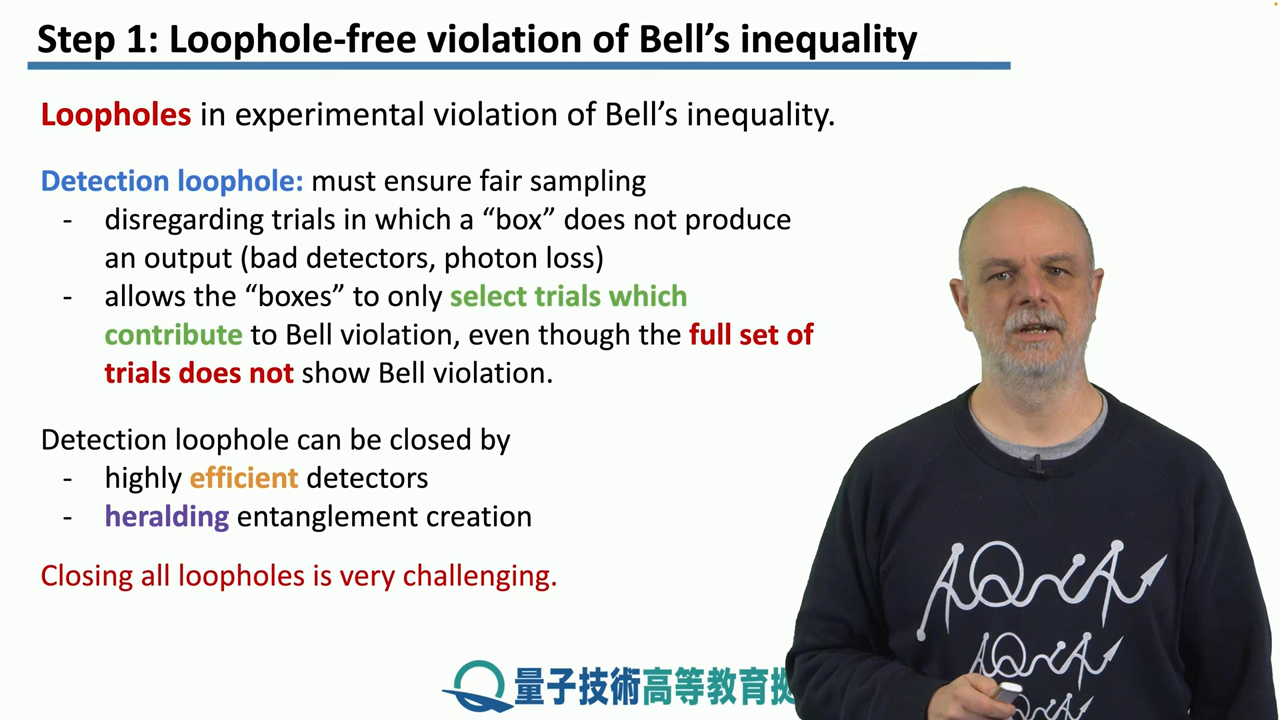 Step 1: Loophole-free violation of Bell’s inequality
Loopholes in experimental violation of Bell’s inequality.
Detection loophole: must ensure fair sampling
- disregarding trials in which a “box” does not produce
an output (bad detectors, photon loss)
- allows the “boxes” to only select trials which
contribute to Bell violation, even though the full set of
trials does not show Bell violation.
Detection loophole can be closed by
- highly efficient detectors
- heralding entanglement creation
Closing all loopholes is very challenging.
量子技術高等教育拠
AQUA
AQUA